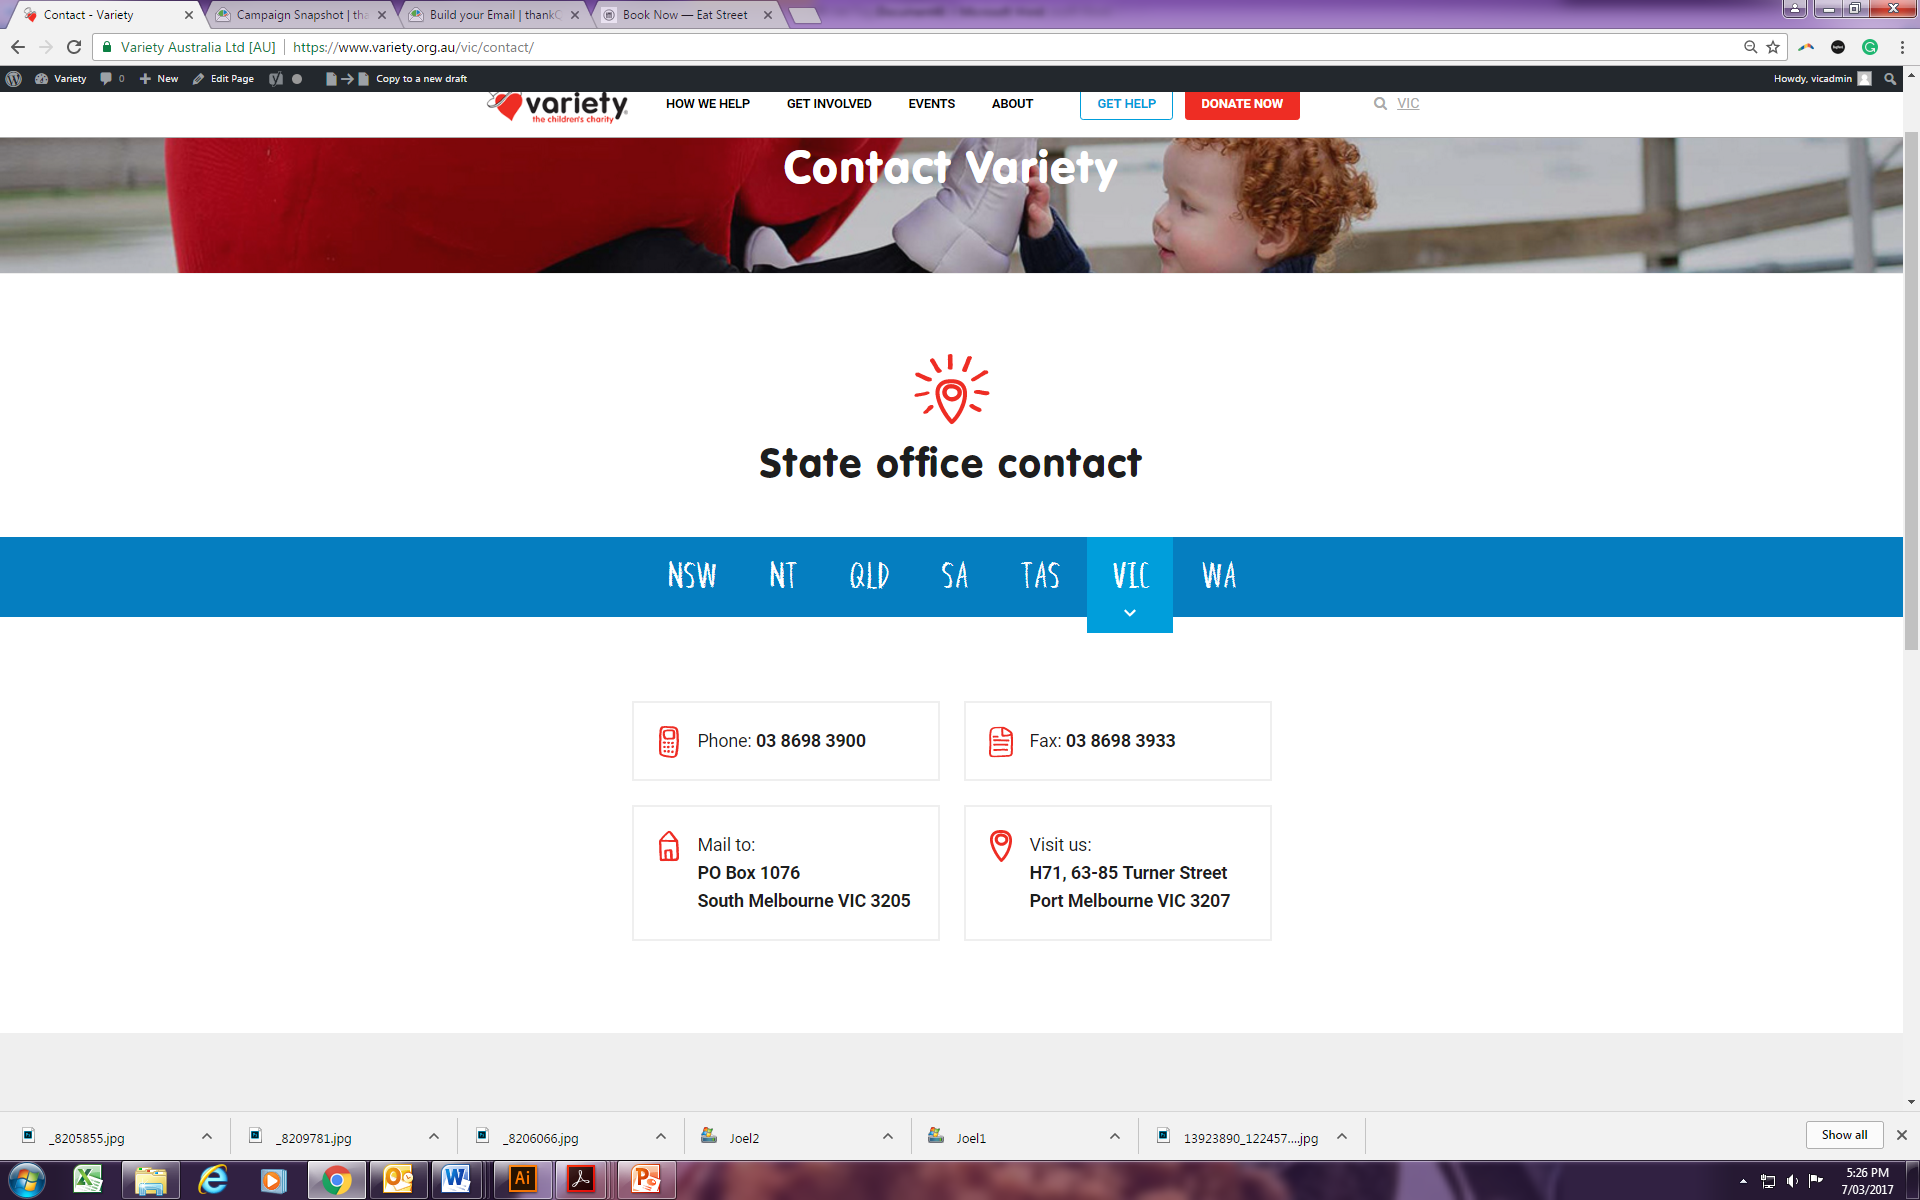 Contact - Variety
Campaign Snapshot | tha
Build your Email | thankQ
Book Now — Eat Street
Variety Australia Ltd [AU]
https://www.variety.org.au/vic/contact/
Variety
0
New
Edit Page
Copy to a new draft
Howdy, vicadmin
variety
the children's charity
HOW WE HELP
GET INVOLVED
EVENTS
ABOUT
GET HELP
DONATE NOW
VIC
Contact Variety
State office contact
NSW
NT
QLD
SA
TAS
VIC
WA
Phone: 03 8698 3900
Fax: 03 8698 3933
Mail to:
PO Box 1076
South Melbourne VIC 3205
Visit us:
H71, 63-85 Turner Street
Port Melbourne VIC 3207
_8205855.jpg
_8209781.jpg
_8206066.jpg
Joel2
Joel1
13923890_122457....jpg
Show all
Ai
5:26 PM
7/03/2017